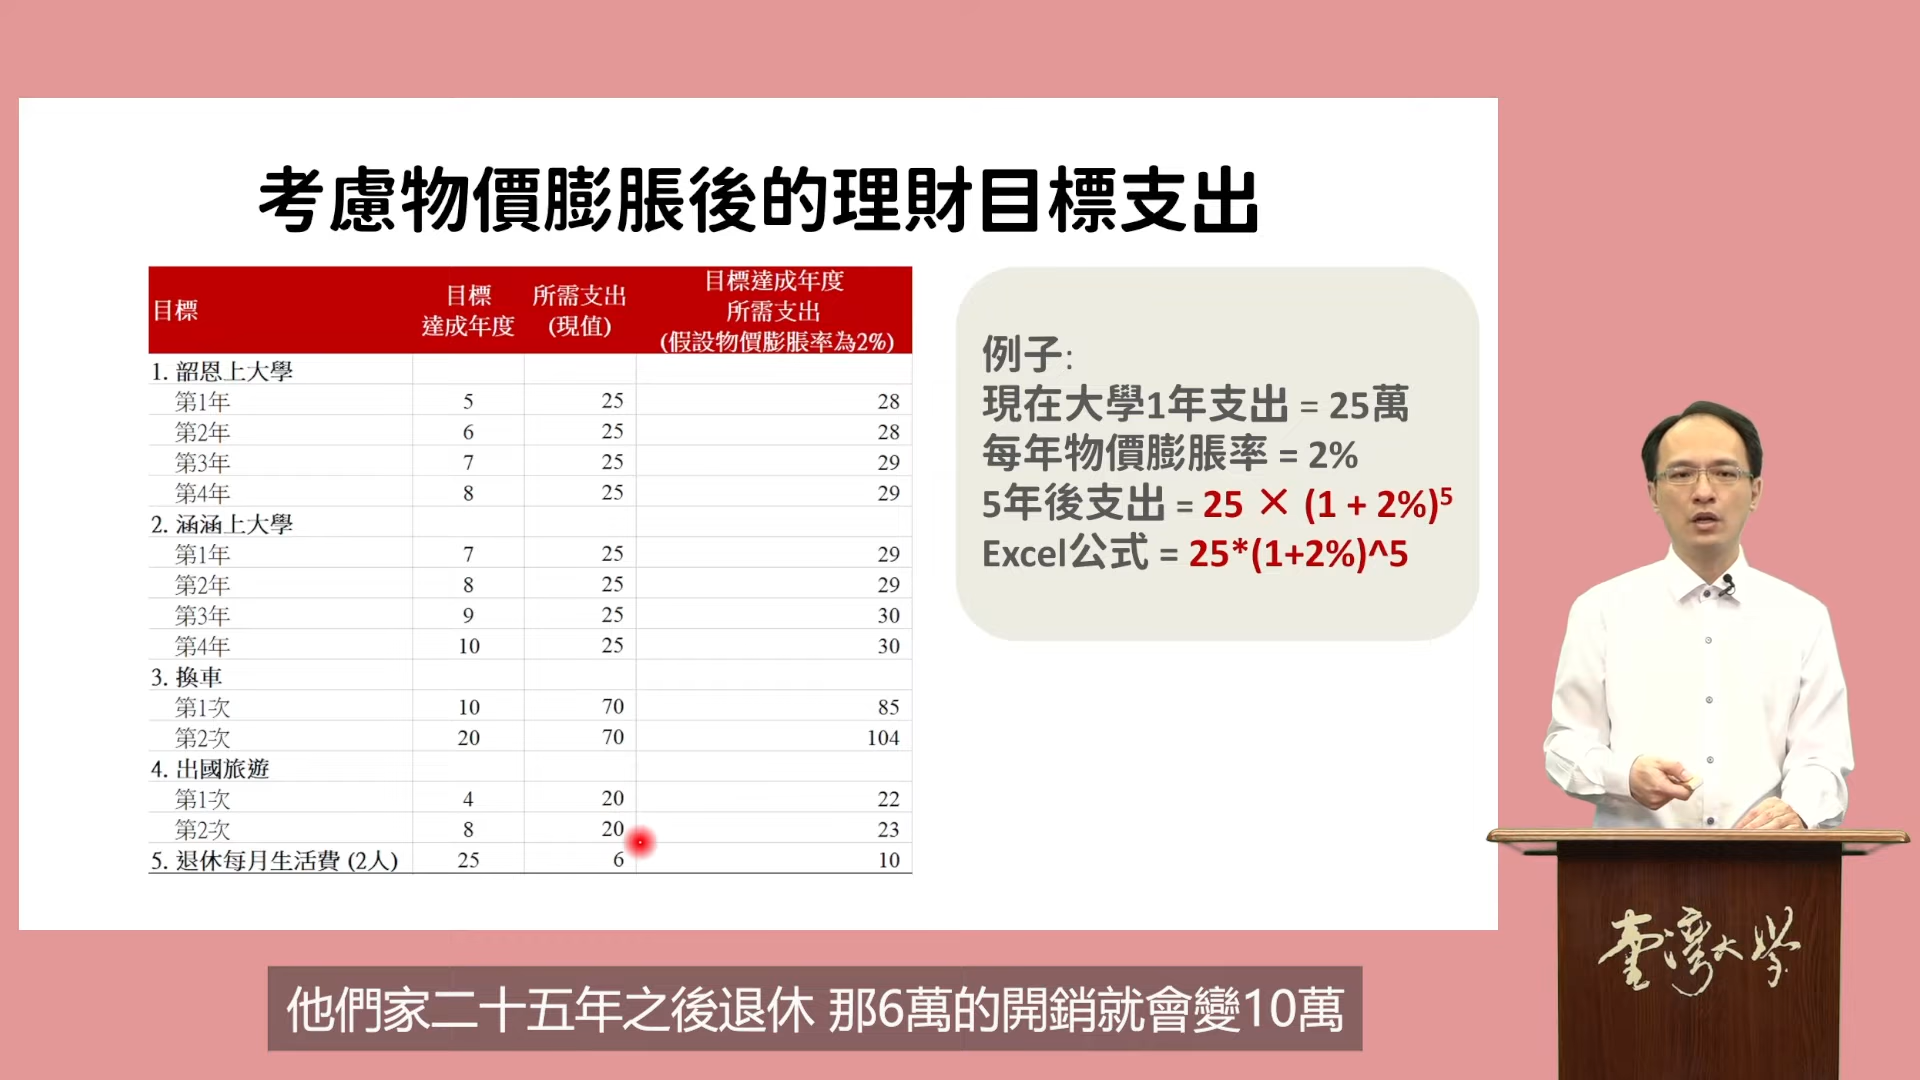 考慮物價膨脹後的理財目標支出
目標 目標達成年度 所需支出(現值) 目標達成年度所需支出(假設物價膨脹率為2%)
1. 韶恩上大學
第1年 5 25 28
第2年 6 25 28
第3年 7 25 29
第4年 8 25 29
2. 涵涵上大學
第1年 7 25 29
第2年 8 25 29
第3年 9 25 30
第4年 10 25 30
3. 換車
第1次 10 70 85
第2次 20 70 104
4. 出國旅遊
第1次 4 20 22
第2次 8 20 23
5. 退休每月生活費 (2人) 25 6 10
例子:
現在大學1年支出 = 25萬
每年物價膨脹率 = 2%
5年後支出 = 25 × (1 + 2%)⁵
Excel公式 = 25*(1+2%)^5
臺灣大學
他們家二十五年之後退休 那6萬的開銷就會變10萬